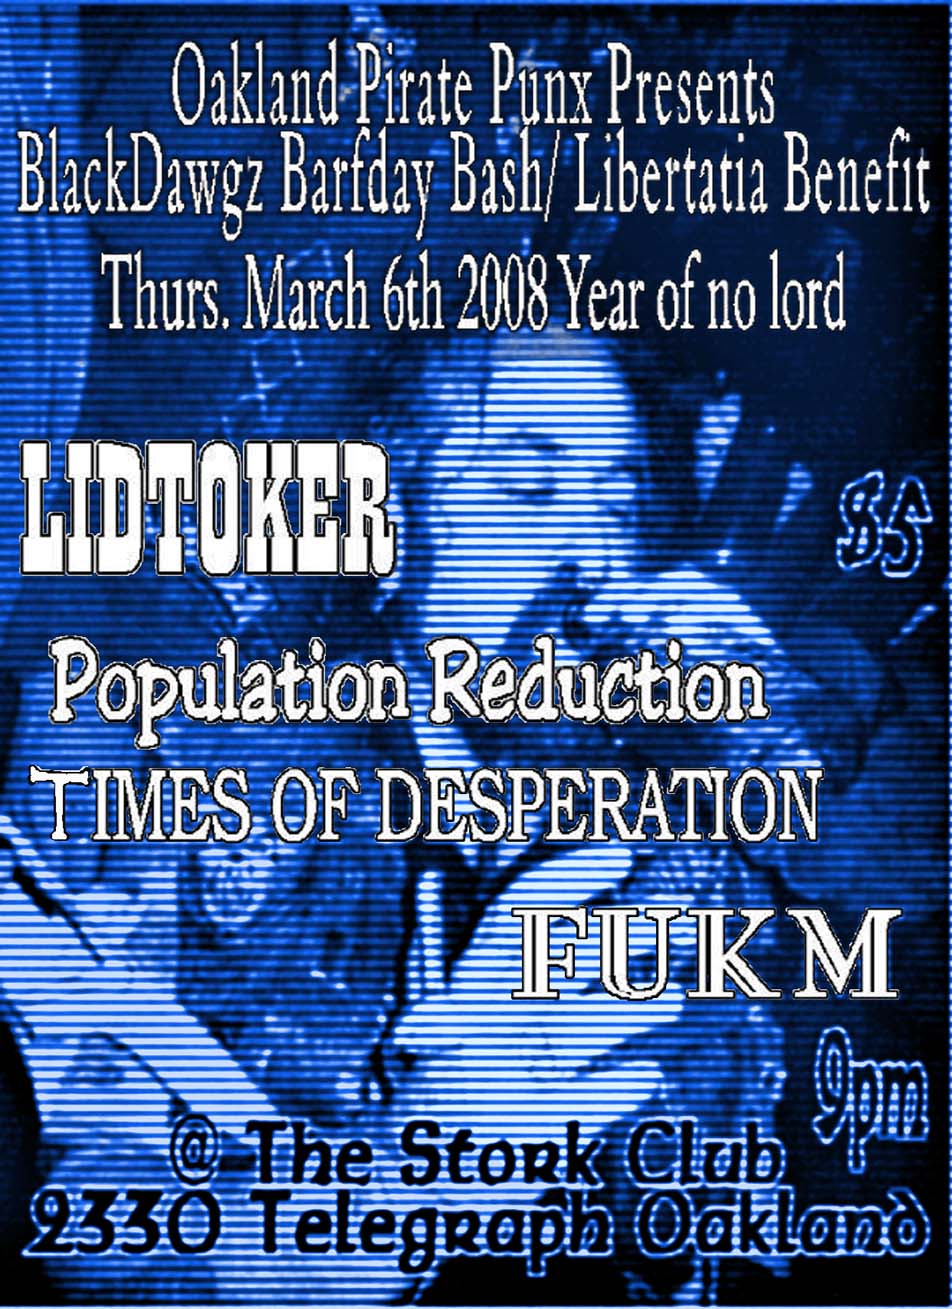 Oakland Pirate Punx Presents
BlackDawgz Barfday Bash/ Libertatia Benefit
Thurs. March 6th 2008 Year of no lord
LIDTOKER
$5
Population Reduction
TIMES OF DESPERATION
FUKM
9pm
@ The Stork Club
2330 Telegraph Oakland